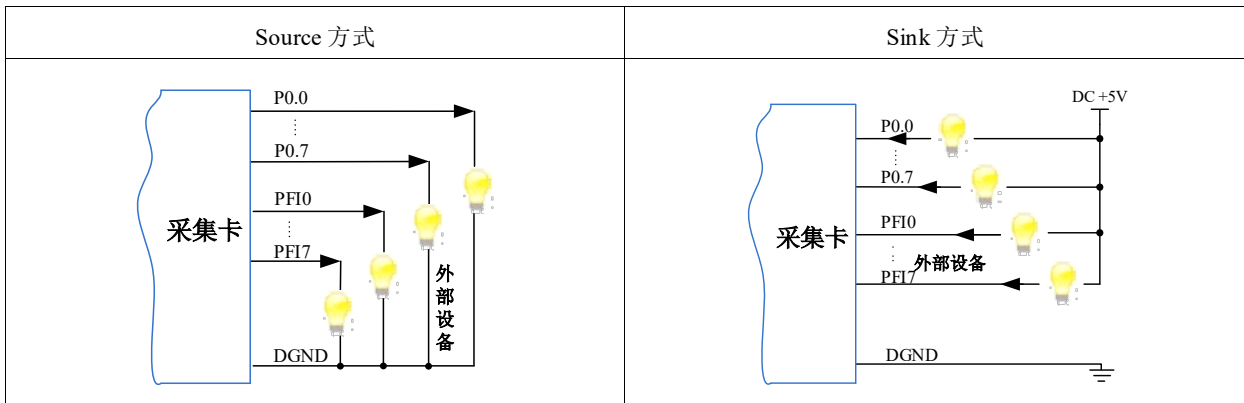 Source 方式
Sink 方式
P0.0
P0.7
PFI0
采集卡
PFI7
外部设备
DGND
DC +5V
P0.0
P0.7
PFI0
采集卡
外部设备
PFI7
DGND